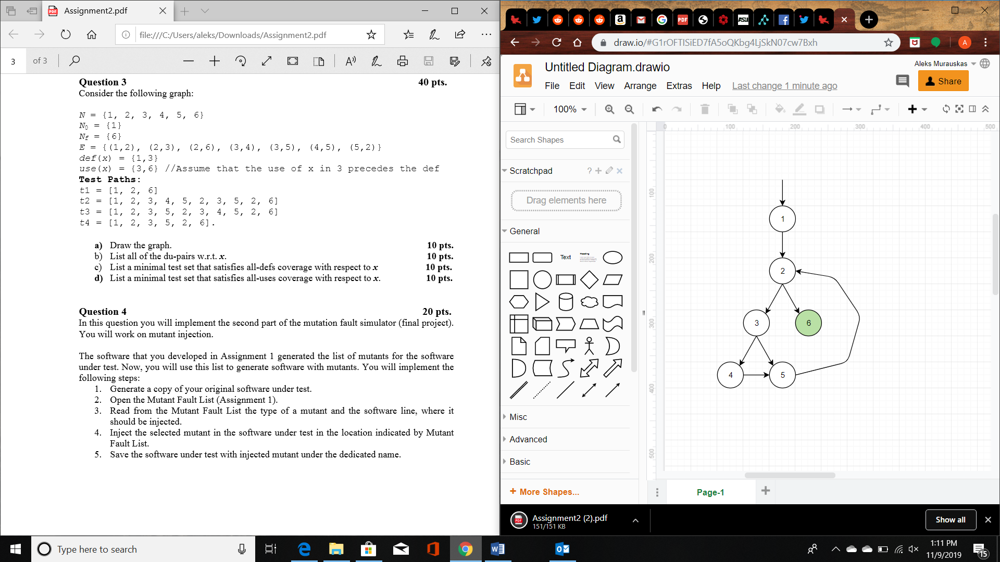 Assignment2.pdf
file:///C:/Users/aleks/Downloads/Assignment2.pdf
3 of 3
Question 3 40 pts.
Consider the following graph:
N = {1, 2, 3, 4, 5, 6}
N0 = {1}
Nf = {6}
E = {(1,2), (2,3), (2,6), (3,4), (3,5), (4,5), (5,2)}
def(x) = {1,3}
use(x) = {3,6} //Assume that the use of x in 3 precedes the def
Test Paths:
t1 = [1, 2, 6]
t2 = [1, 2, 3, 4, 5, 2, 3, 5, 2, 6]
t3 = [1, 2, 3, 5, 2, 3, 4, 5, 2, 6]
t4 = [1, 2, 3, 5, 2, 6].
a) Draw the graph. 10 pts.
b) List all of the du-pairs w.r.t. x. 10 pts.
c) List a minimal test set that satisfies all-defs coverage with respect to x 10 pts.
d) List a minimal test set that satisfies all-uses coverage with respect to x. 10 pts.
Question 4 20 pts.
In this question you will implement the second part of the mutation fault simulator (final project).
You will work on mutant injection.
The software that you developed in Assignment 1 generated the list of mutants for the software
under test. Now, you will use this list to generate software with mutants. You will implement the
following steps:
1. Generate a copy of your original software under test.
2. Open the Mutant Fault List (Assignment 1).
3. Read from the Mutant Fault List the type of a mutant and the software line, where it
should be injected.
4. Inject the selected mutant in the software under test in the location indicated by Mutant
Fault List.
5. Save the software under test with injected mutant under the dedicated name.
draw.io/#G1rOFTISiED7fA5oQKbg4LjSkN07cw7Bxh
A
Untitled Diagram.drawio
Aleks Murauskas
File Edit View Arrange Extras Help Last change 1 minute ago
Share
100%
Search Shapes
Scratchpad
?
Drag elements here
General
Text
Heading
Misc
Advanced
Basic
+ More Shapes...
0 100 200 300 400 500
100
200
300
400
500
1
2
3
6
4
5
Page-1
Assignment2 (2).pdf
151/151 KB
Show all
Type here to search
1:11 PM
11/9/2019
15